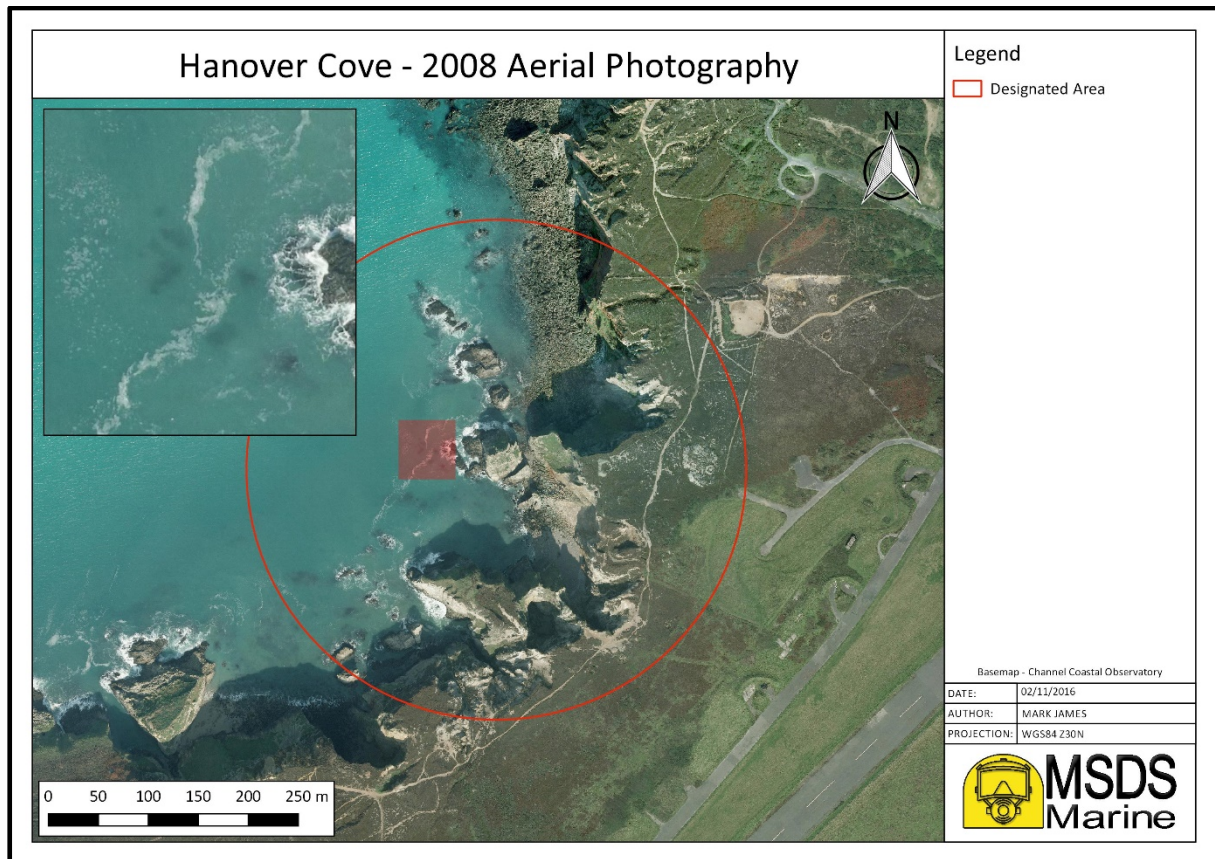 Hanover Cove - 2008 Aerial Photography
Legend
Designated Area
N
0 50 100 150 200 250 m
Basemap - Channel Coastal Observatory
DATE: 02/11/2016
AUTHOR: MARK JAMES
PROJECTION: WGS84 Z30N
MSDS
Marine